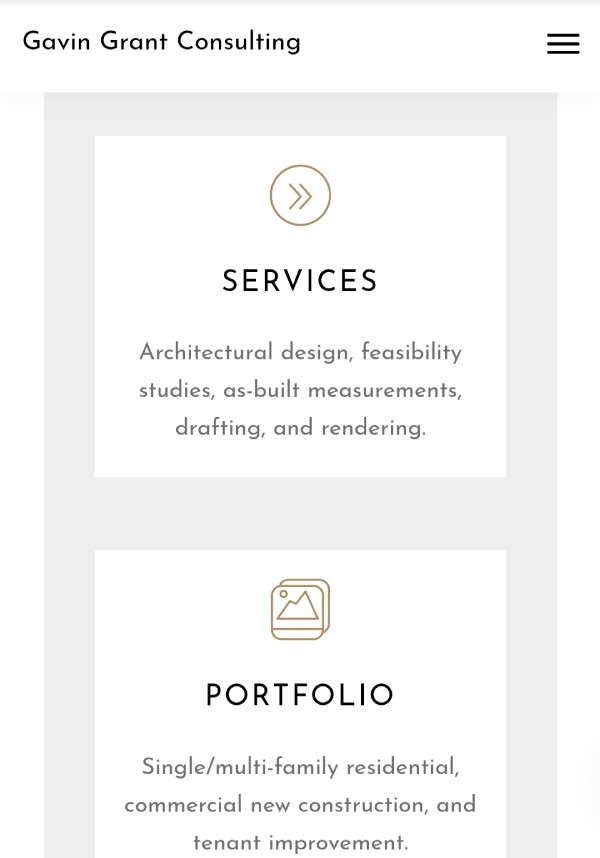 Gavin Grant Consulting
SERVICES
Architectural design, feasibility
studies, as-built measurements,
drafting, and rendering.
PORTFOLIO
Single/multi-family residential,
commercial new construction, and
tenant improvement.